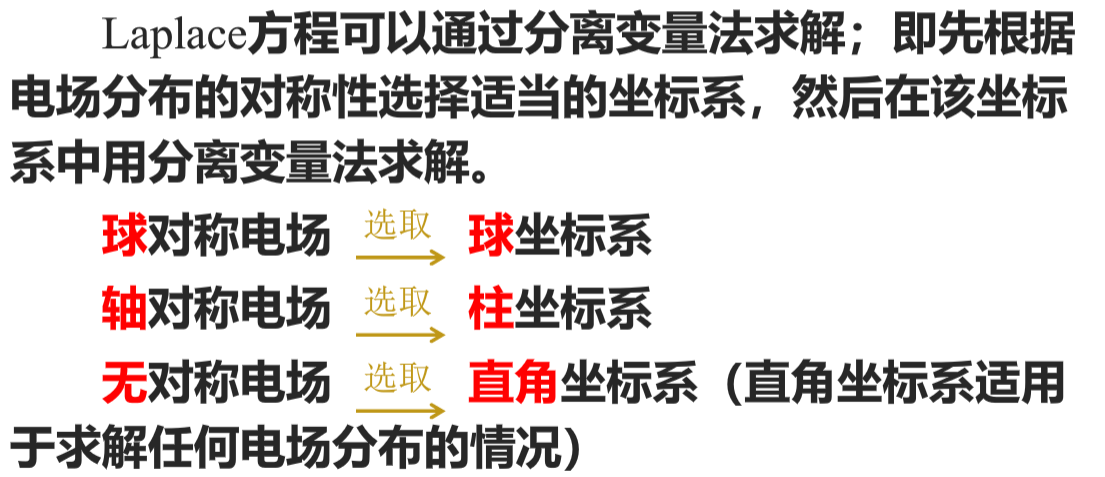 Laplace方程可以通过分离变量法求解；即先根据
电场分布的对称性选择适当的坐标系，然后在该坐标
系中用分离变量法求解。
球对称电场 选取 球坐标系
轴对称电场 选取 柱坐标系
无对称电场 选取 直角坐标系（直角坐标系适用
于求解任何电场分布的情况）